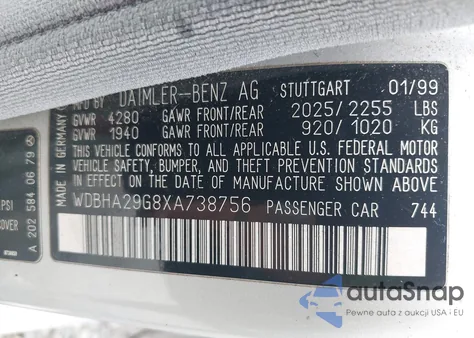 MADE IN GERMANY
DAIMLER--BENZ AG STUTTGART 01/99
GVWR 4280 GAWR FRONT/REAR 2025/2255 LBS
GVWR 1940 GAWR FRONT/REAR 920/1020 KG
THIS VEHICLE CONFORMS TO ALL APPLICABLE U.S. FEDERAL MOTOR
VEHICLE SAFETY, BUMPER, AND THEFT PREVENTION STANDARDS
IN EFFECT ON THE DATE OF MANUFACTURE SHOWN ABOVE.
WDBHA29G8XA738756 PASSENGER CAR 744
A 202 584 06 79
PSI
OVER
autoSnap
Pewne auta z aukcji USA i EU